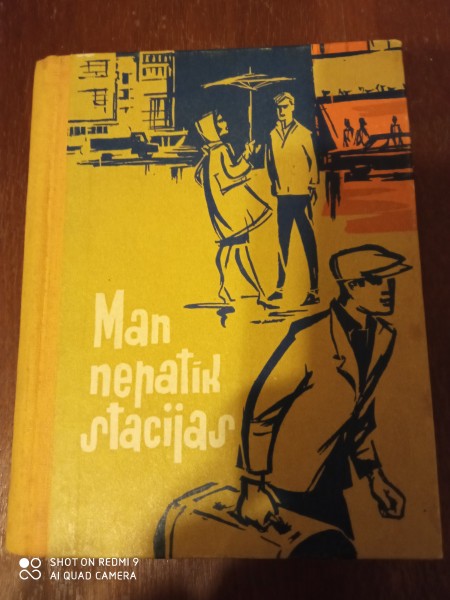 Man
nepatīk
stacijas
SHOT ON REDMI 9
AI QUAD CAMERA